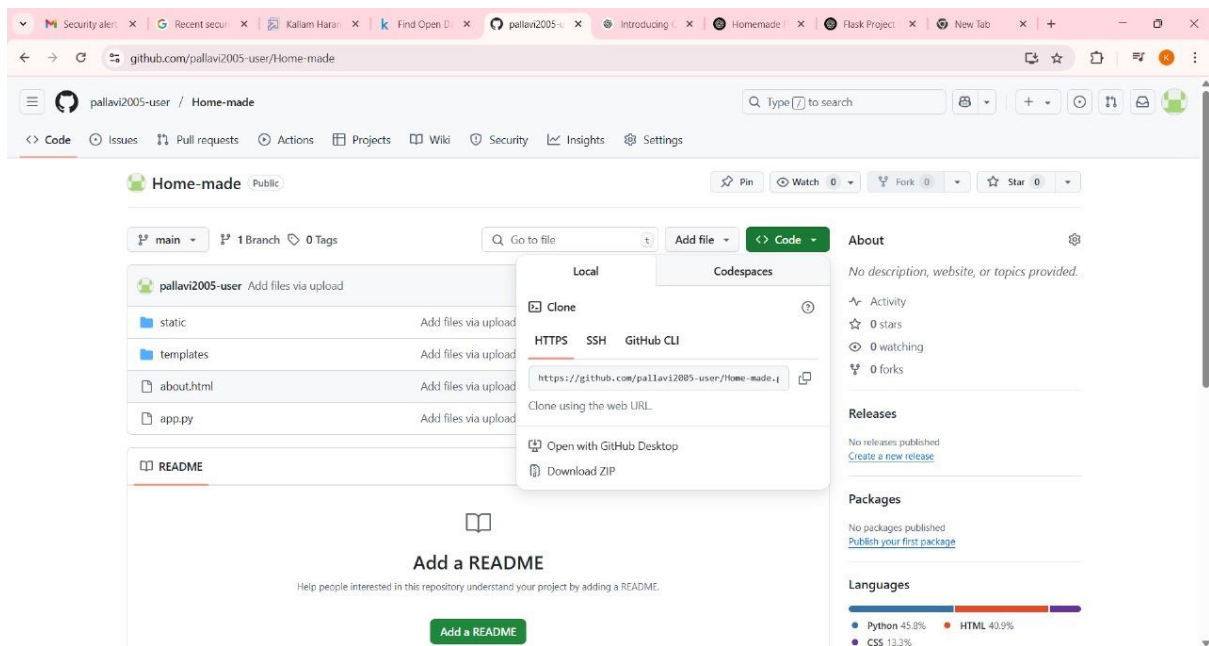 Security alert
Recent secur
Kallam Haran
Find Open D
pallavi2005-u
Introducing
Homemade
Flask Project
New Tab
github.com/pallavi2005-user/Home-made
K
pallavi2005-user / Home-made
Type / to search
Code Issues Pull requests Actions Projects Wiki Security Insights Settings
Home-made Public
Pin Watch 0 Fork 0 Star 0
main 1 Branch 0 Tags
Go to file t
Add file
Code
pallavi2005-user Add files via upload
static Add files via upload
templates Add files via upload
about.html Add files via upload
app.py Add files via upload
Local Codespaces
Clone
HTTPS SSH GitHub CLI
https://github.com/pallavi2005-user/Home-made.
Clone using the web URL.
Open with GitHub Desktop
Download ZIP
README
Add a README
Help people interested in this repository understand your project by adding a README.
Add a README
About
No description, website, or topics provided.
Activity
0 stars
0 watching
0 forks
Releases
No releases published
Create a new release
Packages
No packages published
Publish your first package
Languages
Python 45.8% HTML 40.9%
CSS 13.3%